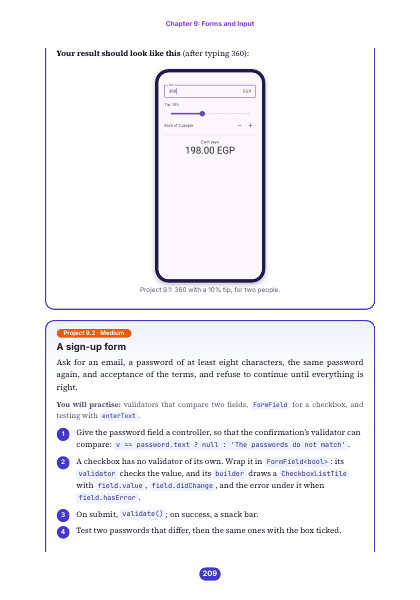 Chapter 9: Forms and Input
Your result should look like this (after typing 360):
360
EGP
Tip: 10%
Each of 2 people
− +
Each pays
198.00 EGP
Project 9.1: 360 with a 10% tip, for two people.
Project 9.2 · Medium
A sign-up form
Ask for an email, a password of at least eight characters, the same password
again, and acceptance of the terms, and refuse to continue until everything is
right.
You will practise: validators that compare two fields, FormField for a checkbox, and
testing with enterText.
1 Give the password field a controller, so that the confirmation's validator can
compare: v == password.text ? null : 'The passwords do not match'.
2 A checkbox has no validator of its own. Wrap it in FormField<bool>: its
validator checks the value, and its builder draws a CheckboxListTile
with field.value, field.didChange, and the error under it when
field.hasError.
3 On submit, validate(); on success, a snack bar.
4 Test two passwords that differ, then the same ones with the box ticked.
209